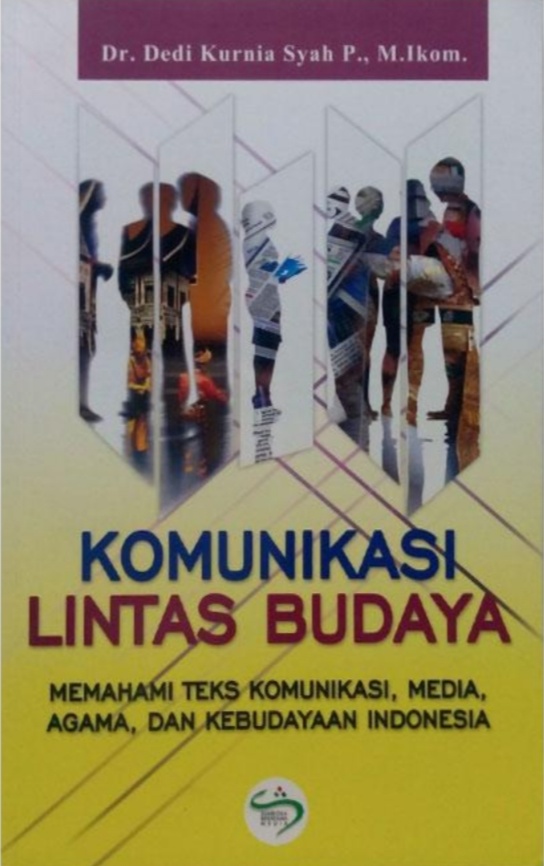 Dr. Dedi Kurnia Syah P., M.Ikom.
KOMUNIKASI
LINTAS BUDAYA
MEMAHAMI TEKS KOMUNIKASI, MEDIA,
AGAMA, DAN KEBUDAYAAN INDONESIA